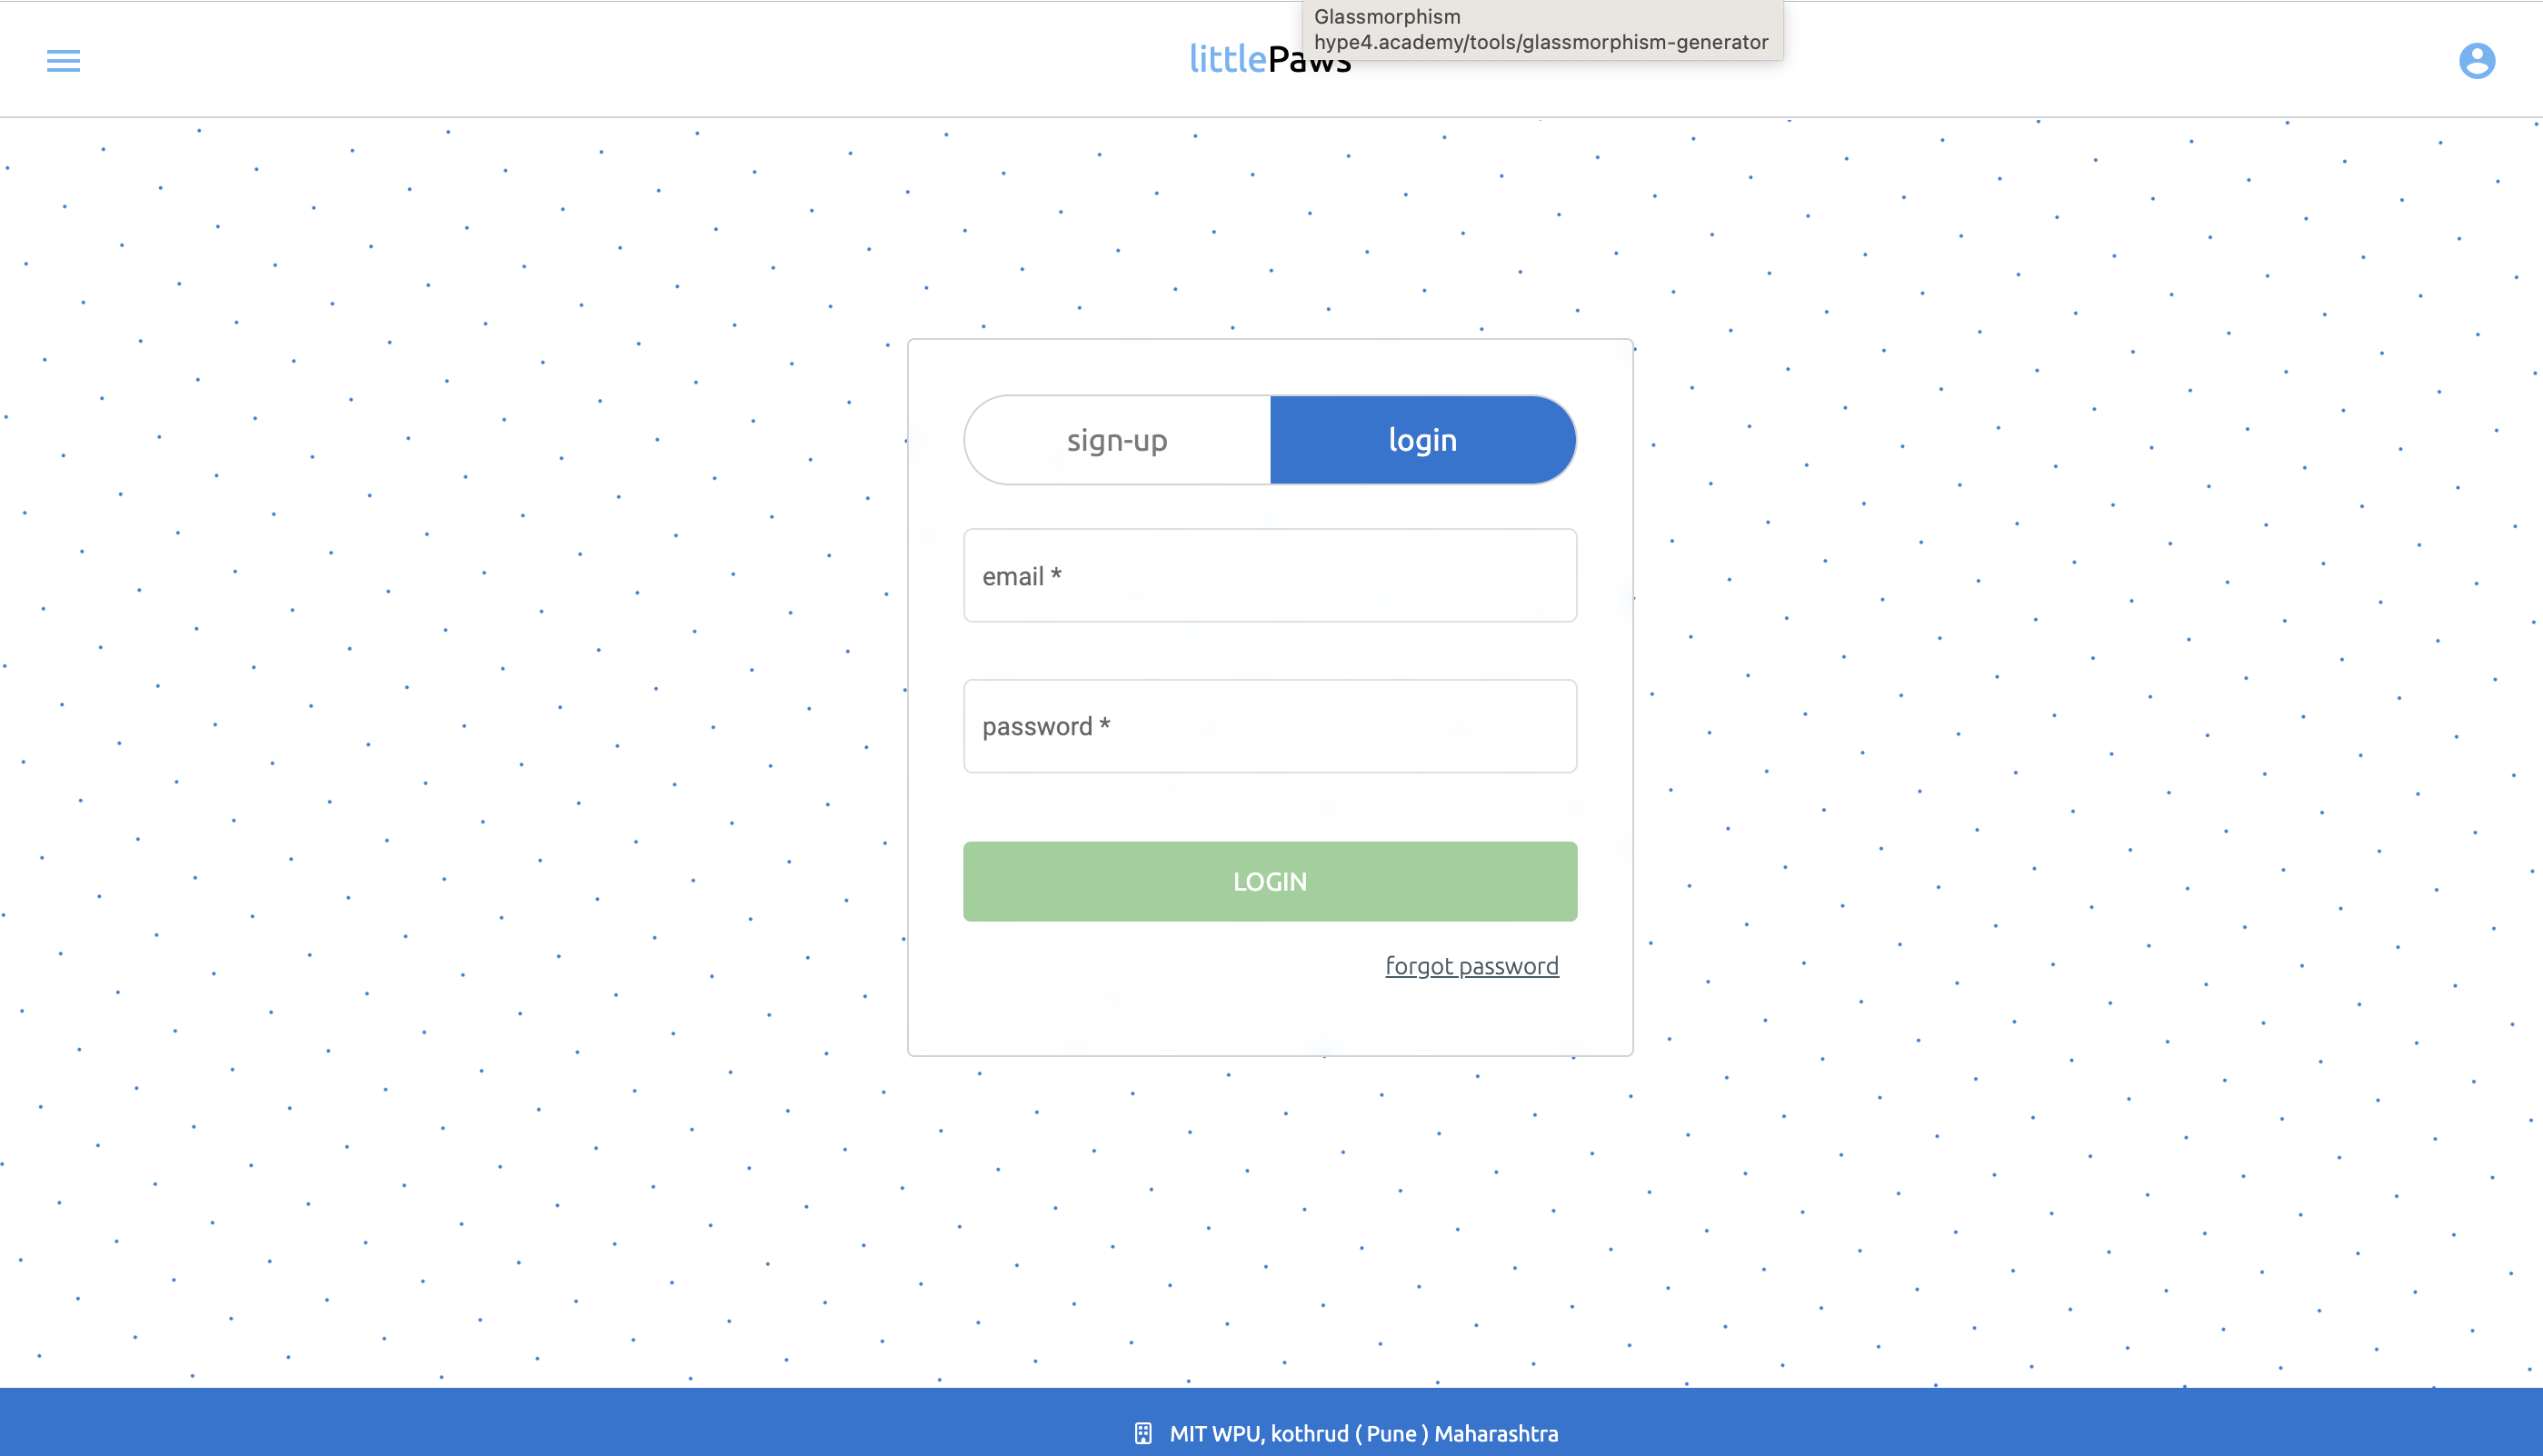 Glassmorphism
hype4.academy/tools/glassmorphism-generator
littlePaws
sign-up login
email *
password *
LOGIN
forgot password
MIT WPU, kothrud ( Pune ) Maharashtra